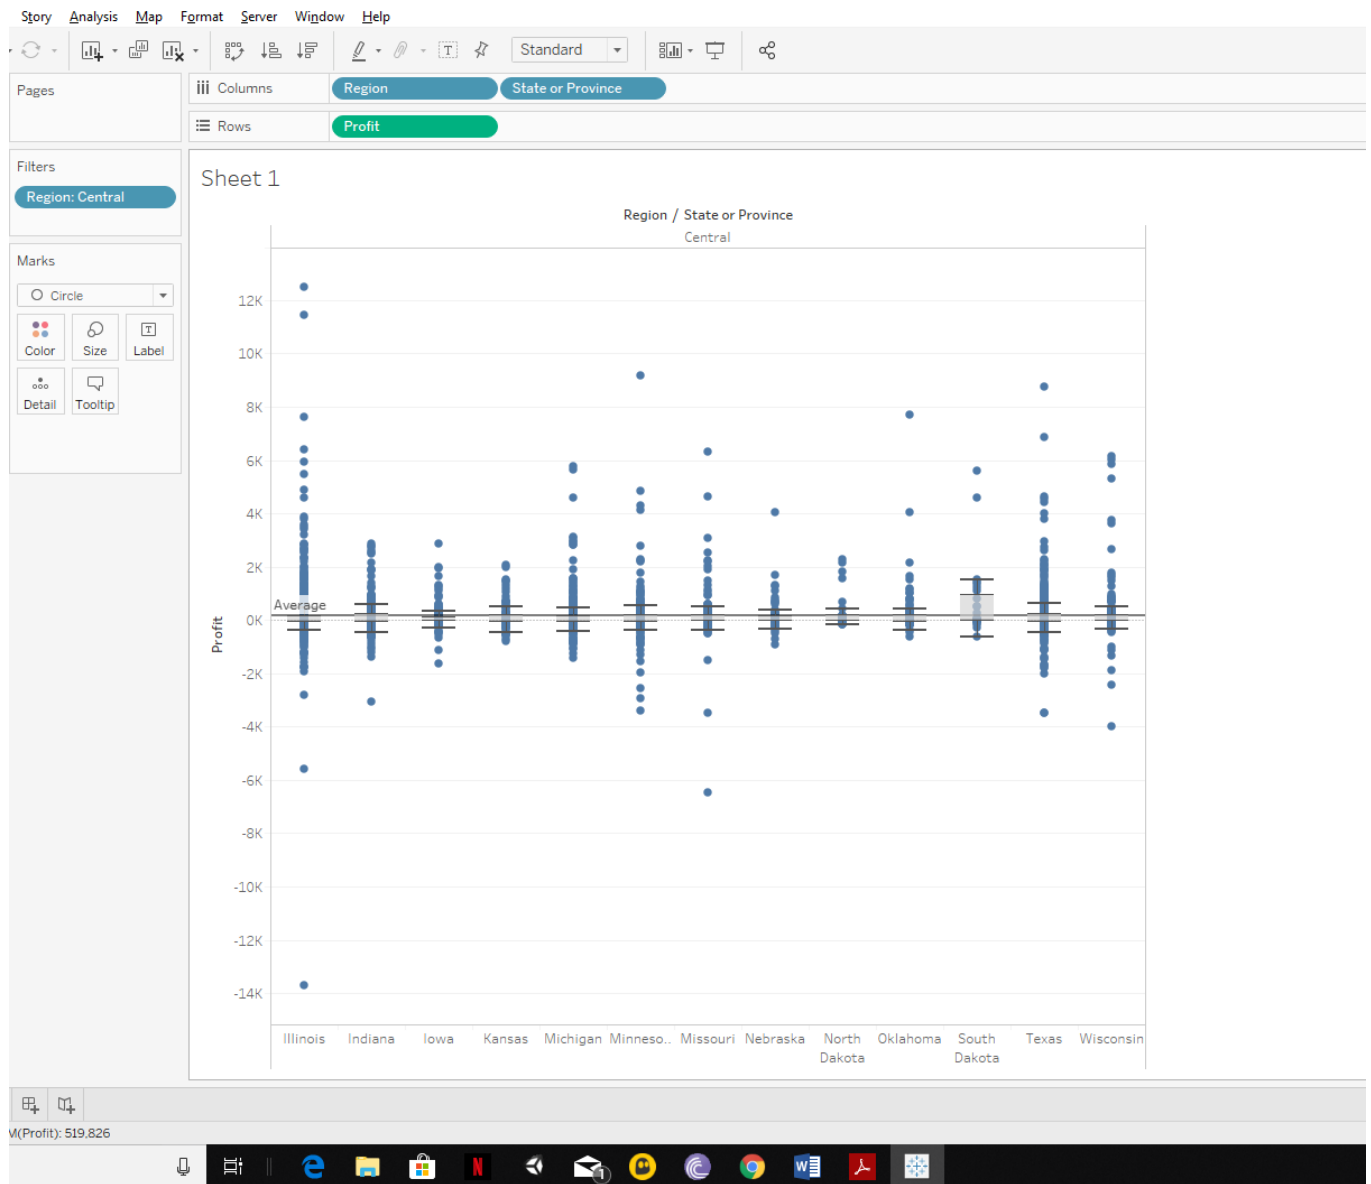 Story Analysis Map Format Server Window Help
Standard
Pages
Columns Region State or Province
Rows Profit
Filters
Region: Central
Sheet 1
Region / State or Province
Central
Marks
Circle
Color Size Label
Detail Tooltip
12K
10K
8K
6K
4K
2K
Average
0K
-2K
-4K
-6K
-8K
-10K
-12K
-14K
Profit
Illinois Indiana Iowa Kansas Michigan Minneso.. Missouri Nebraska North Dakota Oklahoma South Dakota Texas Wisconsin
M(Profit): 519,826